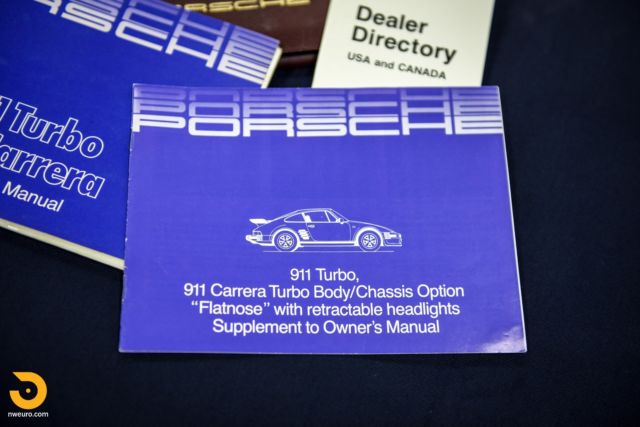 PORSCHE
PORSCHE
Dealer
Directory
USA and CANADA
Turbo
Carrera
Manual
PORSCHE
PORSCHE
PORSCHE
911 Turbo,
911 Carrera Turbo Body/Chassis Option
“Flatnose” with retractable headlights
Supplement to Owner’s Manual
nweuro.com